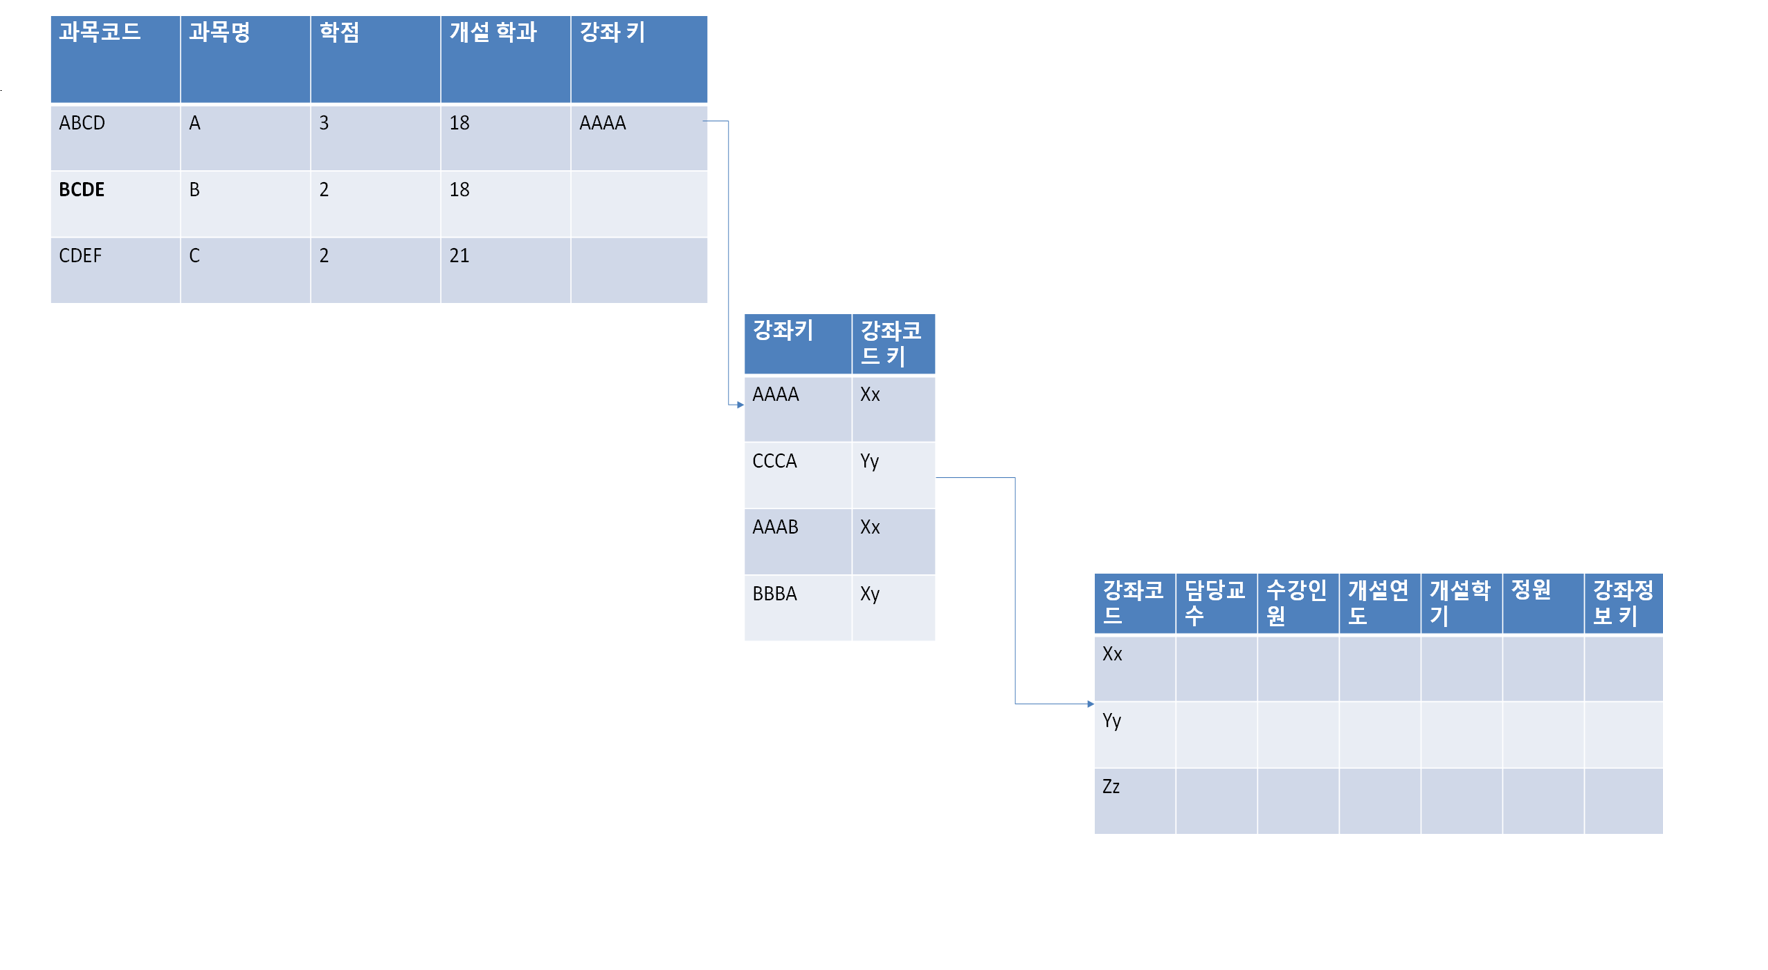 과목코드 과목명 학점 개설 학과 강좌 키
ABCD A 3 18 AAAA
BCDE B 2 18
CDEF C 2 21
강좌키 강좌코
드 키
AAAA Xx
CCCA Yy
AAAB Xx
BBBA Xy
강좌코 담당교 수강인 개설연 개설학 정원 강좌정
드 수 원 도 기 보 키
Xx
Yy
Zz